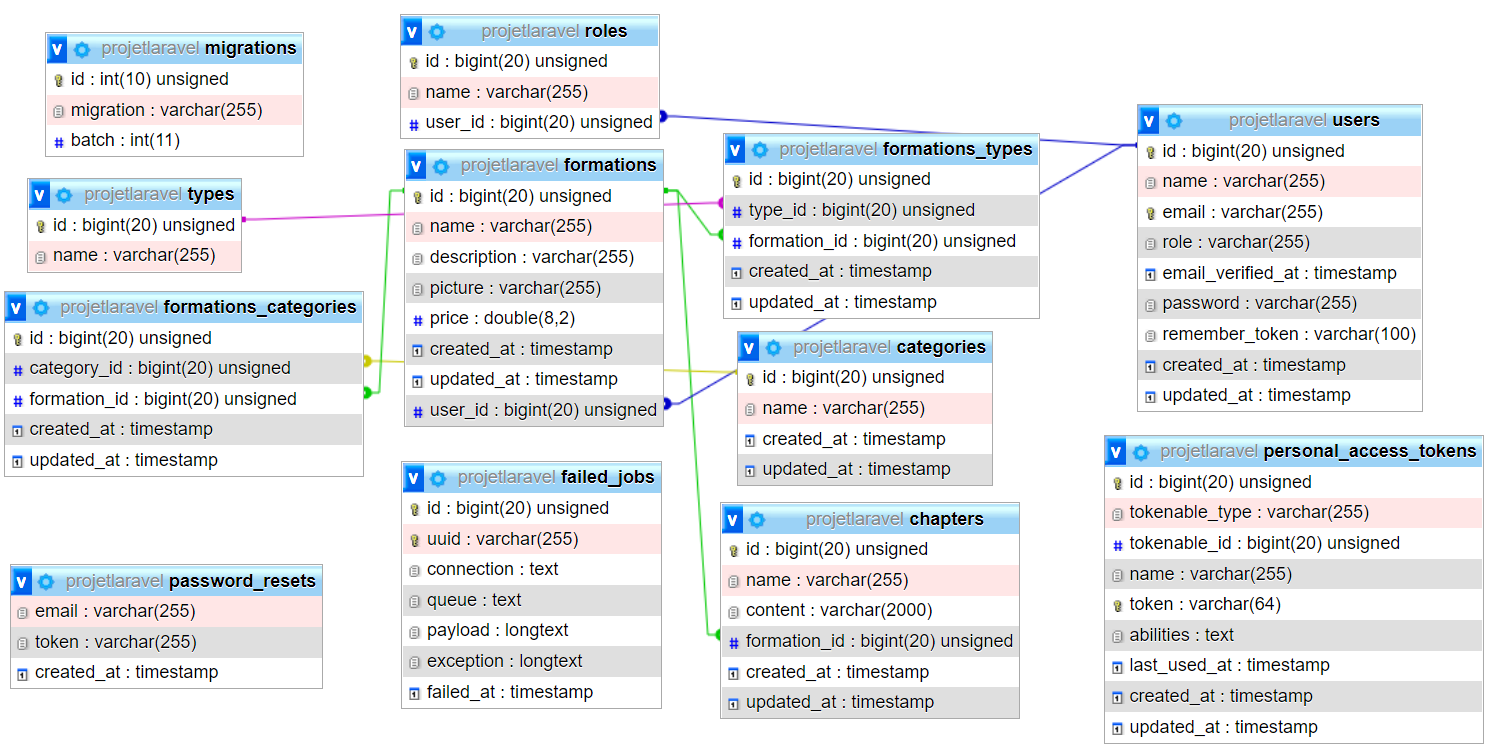 v projetlaravel migrations
id : int(10) unsigned
migration : varchar(255)
# batch : int(11)
v projetlaravel types
id : bigint(20) unsigned
name : varchar(255)
v projetlaravel formations_categories
id : bigint(20) unsigned
# category_id : bigint(20) unsigned
# formation_id : bigint(20) unsigned
created_at : timestamp
updated_at : timestamp
v projetlaravel password_resets
email : varchar(255)
token : varchar(255)
created_at : timestamp
v projetlaravel roles
id : bigint(20) unsigned
name : varchar(255)
# user_id : bigint(20) unsigned
v projetlaravel formations
id : bigint(20) unsigned
name : varchar(255)
description : varchar(255)
picture : varchar(255)
# price : double(8,2)
created_at : timestamp
updated_at : timestamp
# user_id : bigint(20) unsigned
v projetlaravel failed_jobs
id : bigint(20) unsigned
uuid : varchar(255)
connection : text
queue : text
payload : longtext
exception : longtext
failed_at : timestamp
v projetlaravel formations_types
id : bigint(20) unsigned
# type_id : bigint(20) unsigned
# formation_id : bigint(20) unsigned
created_at : timestamp
updated_at : timestamp
v projetlaravel categories
id : bigint(20) unsigned
name : varchar(255)
created_at : timestamp
updated_at : timestamp
v projetlaravel chapters
id : bigint(20) unsigned
name : varchar(255)
content : varchar(2000)
# formation_id : bigint(20) unsigned
created_at : timestamp
updated_at : timestamp
v projetlaravel users
id : bigint(20) unsigned
name : varchar(255)
email : varchar(255)
role : varchar(255)
email_verified_at : timestamp
password : varchar(255)
remember_token : varchar(100)
created_at : timestamp
updated_at : timestamp
v projetlaravel personal_access_tokens
id : bigint(20) unsigned
tokenable_type : varchar(255)
# tokenable_id : bigint(20) unsigned
name : varchar(255)
token : varchar(64)
abilities : text
last_used_at : timestamp
created_at : timestamp
updated_at : timestamp